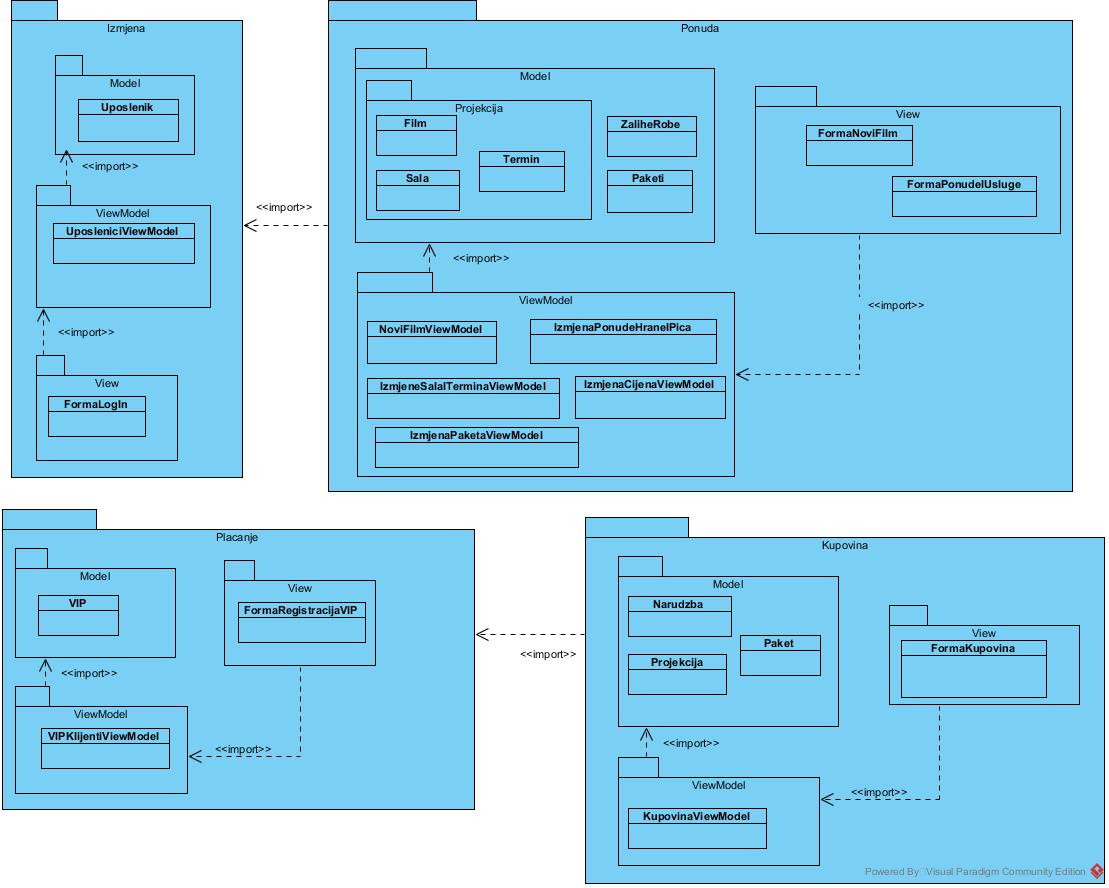 Izmjena
Model
Uposlenik
<<import>>
ViewModel
UposleniciViewModel
<<import>>
View
FormaLogIn
<<import>>
Ponuda
Model
Projekcija
Film
Termin
Sala
ZaliheRobe
Paketi
View
FormaNoviFilm
FormaPonudeIUsluge
<<import>>
<<import>>
ViewModel
NoviFilmViewModel
IzmjenaPonudeHraneIPica
IzmjeneSalaITerminaViewModel
IzmjenaCijenaViewModel
IzmjenaPaketaViewModel
Placanje
Model
VIP
View
FormaRegistracijaVIP
<<import>>
ViewModel
VIPKlijentiViewModel
<<import>>
<<import>>
Kupovina
Model
Narudzba
Paket
Projekcija
View
FormaKupovina
<<import>>
ViewModel
KupovinaViewModel
<<import>>
Powered By Visual Paradigm Community Edition